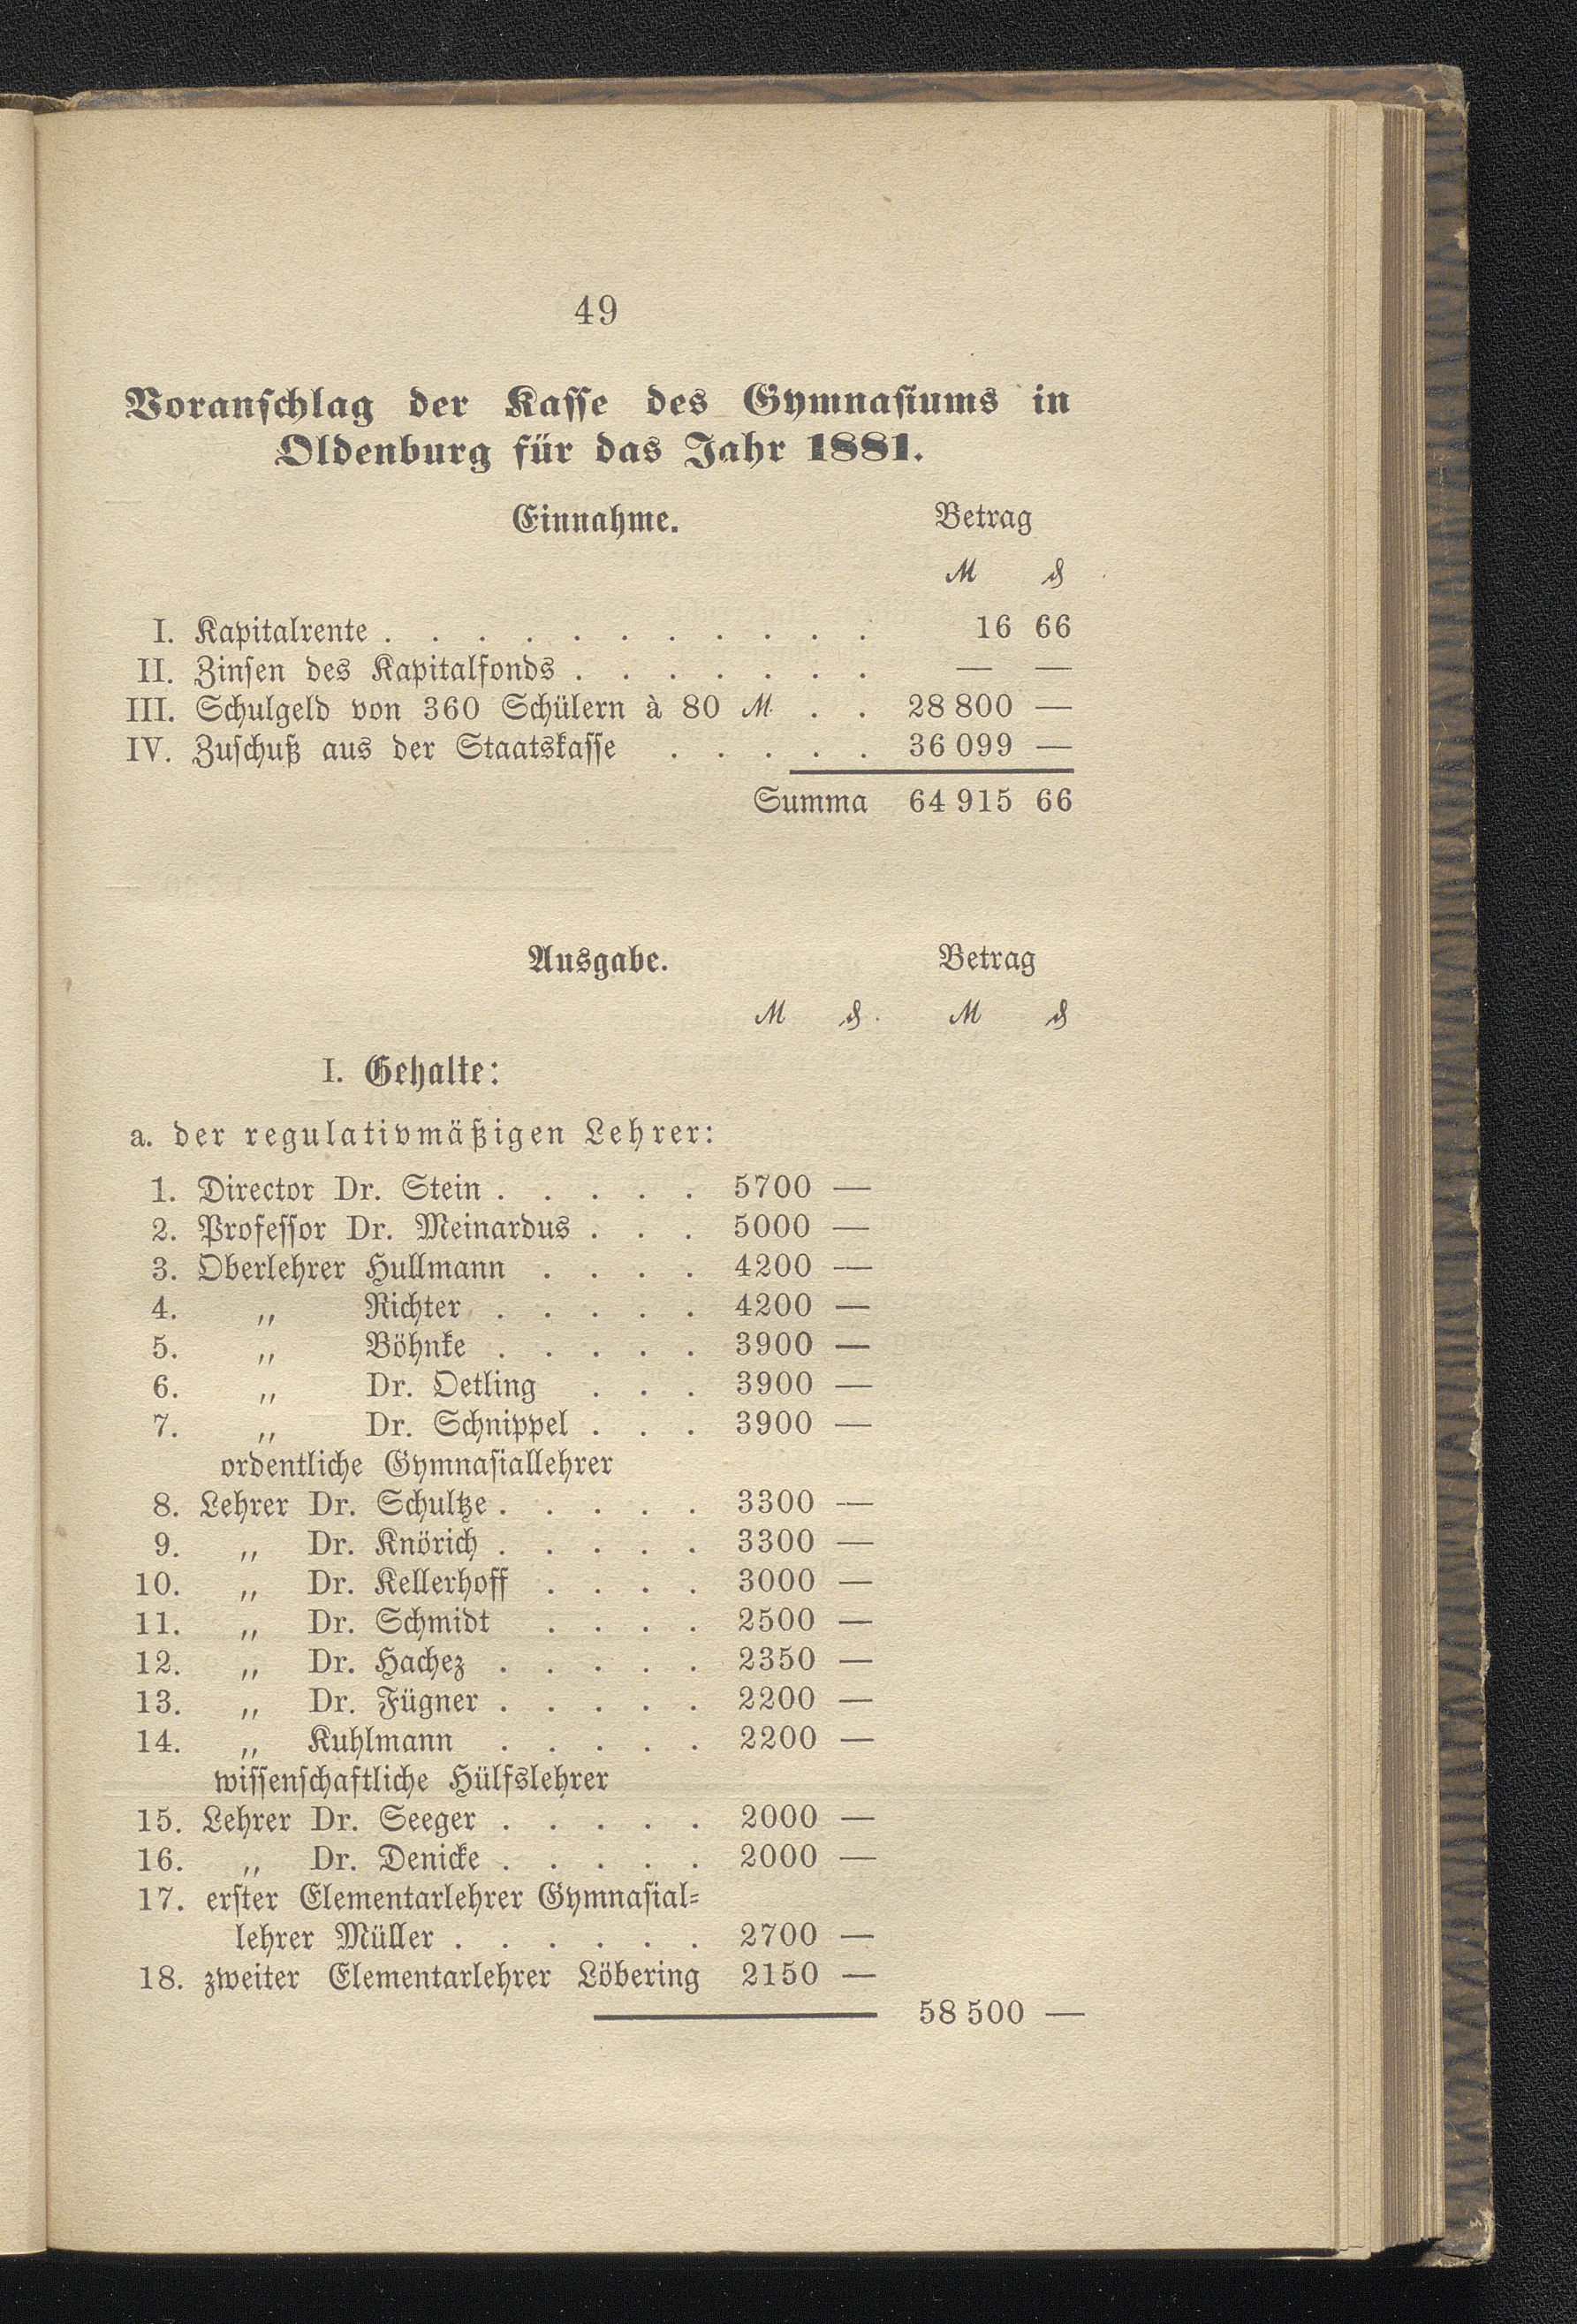 49
Voranschlag der Kasse des Gymnasiums in
Oldenburg für das Jahr 1881.
Einnahme. Betrag
ℳ ₰
I. Kapitalrente . . . . . . . . . . . 16 66
II. Zinsen des Kapitalfonds . . . . . . . — —
III. Schulgeld von 360 Schülern à 80 ℳ . . 28 800 —
IV. Zuschuß aus der Staatskasse . . . . . 36 099 —
Summa 64 915 66
Ausgabe. Betrag
ℳ ₰ ℳ ₰
I. Gehalte:
a. der regulativmäßigen Lehrer:
1. Director Dr. Stein . . . . . 5700 —
2. Professor Dr. Meinardus . . . 5000 —
3. Oberlehrer Hullmann . . . . 4200 —
4. „ Richter . . . . . 4200 —
5. „ Böhnke . . . . . 3900 —
6. „ Dr. Oetling . . . 3900 —
7. „ Dr. Schnippel . . . 3900 —
ordentliche Gymnasiallehrer
8. Lehrer Dr. Schultze . . . . . 3300 —
9. „ Dr. Knörich . . . . . 3300 —
10. „ Dr. Kellerhoff . . . . 3000 —
11. „ Dr. Schmidt . . . . 2500 —
12. „ Dr. Hachez . . . . . 2350 —
13. „ Dr. Fügner . . . . . 2200 —
14. „ Kuhlmann . . . . . 2200 —
wissenschaftliche Hülfslehrer
15. Lehrer Dr. Seeger . . . . . 2000 —
16. „ Dr. Denicke . . . . . 2000 —
17. erster Elementarlehrer Gymnasial-
lehrer Müller . . . . . . 2700 —
18. zweiter Elementarlehrer Löbering 2150 —
58 500 —